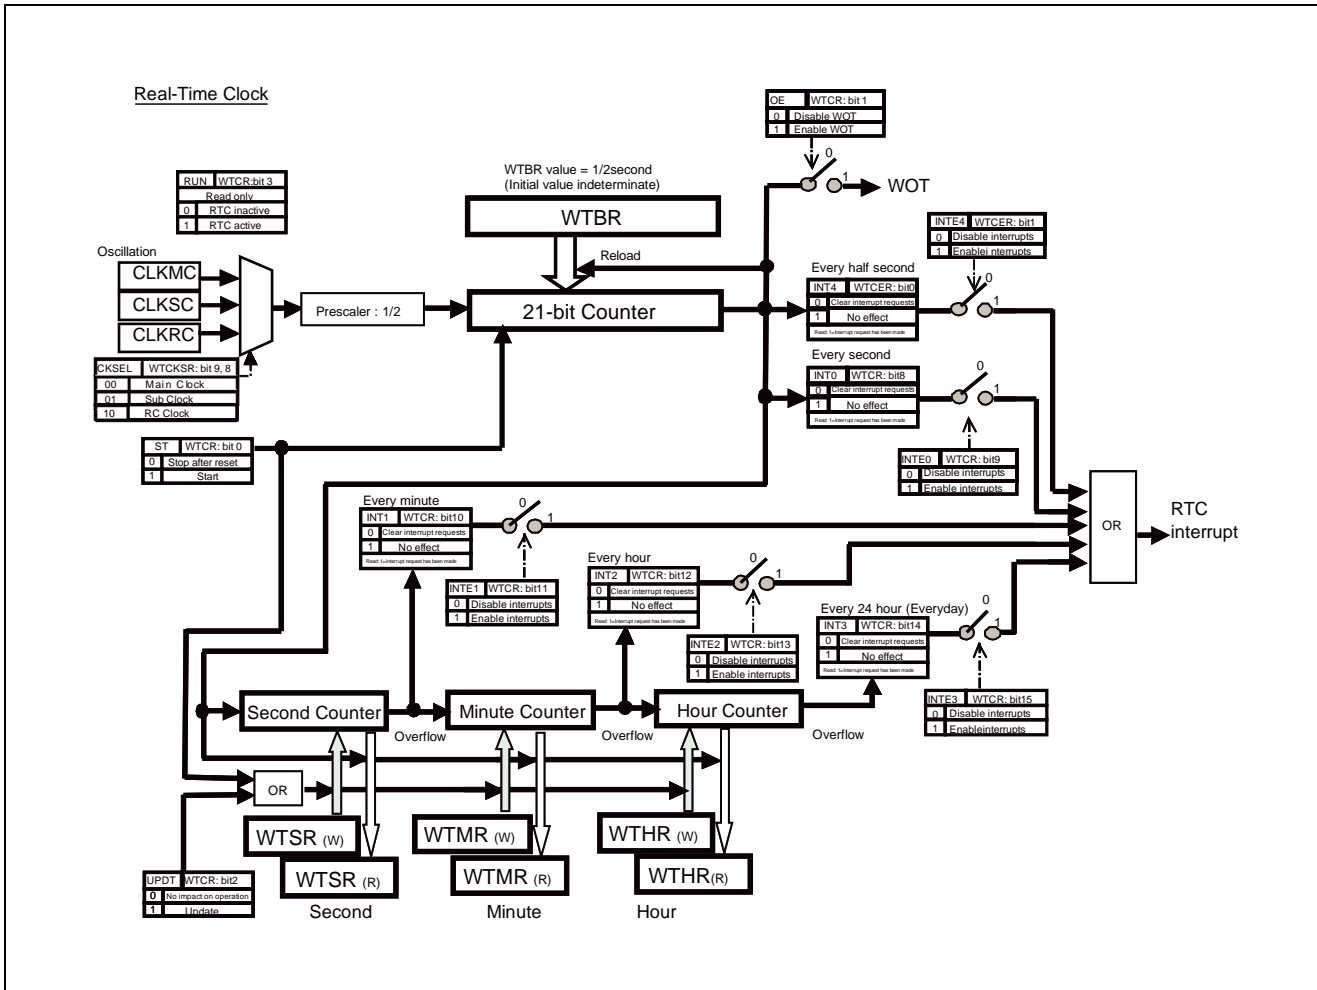 Real-Time Clock
OE WTCR: bit 1
0 Disable WOT
1 Enable WOT
0
1
WOT
WTBR value = 1/2second
(Initial value indeterminate)
WTBR
Reload
RUN WTCR:bit 3
Read only
0 RTC inactive
1 RTC active
Oscillation
CLKMC
CLKSC
CLKRC
Prescaler : 1/2
21-bit Counter
CKSEL WTCKSR: bit 9, 8
00 Main Clock
01 Sub Clock
10 RC Clock
INTE4 WTCER: bit1
0 Disable interrupts
1 Enablei nterrupts
Every half second
INT4 WTCER: bit0
0 Clear interrupt requests
1 No effect
Read: 1=Interrupt request has been made
0
1
Every second
INT0 WTCR: bit8
0 Clear interrupt requests
1 No effect
Read: 1=Interrupt request has been made
0
1
INTE0 WTCR: bit9
0 Disable interrupts
1 Enable interrupts
ST WTCR: bit 0
0 Stop after reset
1 Start
Every minute
INT1 WTCR: bit10
0 Clear interrupt requests
1 No effect
Read: 1=Interrupt request has been made
0
1
INTE1 WTCR: bit11
0 Disable interrupts
1 Enable interrupts
Every hour
INT2 WTCR: bit12
0 Clear interrupt requests
1 No effect
Read: 1=Interrupt request has been made
0
1
INTE2 WTCR: bit13
0 Disable interrupts
1 Enable interrupts
Every 24 hour (Everyday)
INT3 WTCR: bit14
0 Clear interrupt requests
1 No effect
Read: 1=Interrupt request has been made
0
1
INTE3 WTCR: bit15
0 Disable interrupts
1 Enableinterrupts
OR
RTC
interrupt
Second Counter
Overflow
Minute Counter
Overflow
Hour Counter
Overflow
OR
WTSR (W)
WTSR (R)
Second
WTMR (W)
WTMR (R)
Minute
WTHR (W)
WTHR(R)
Hour
UPDT WTCR: bit2
0 No impact on operation
1 Update